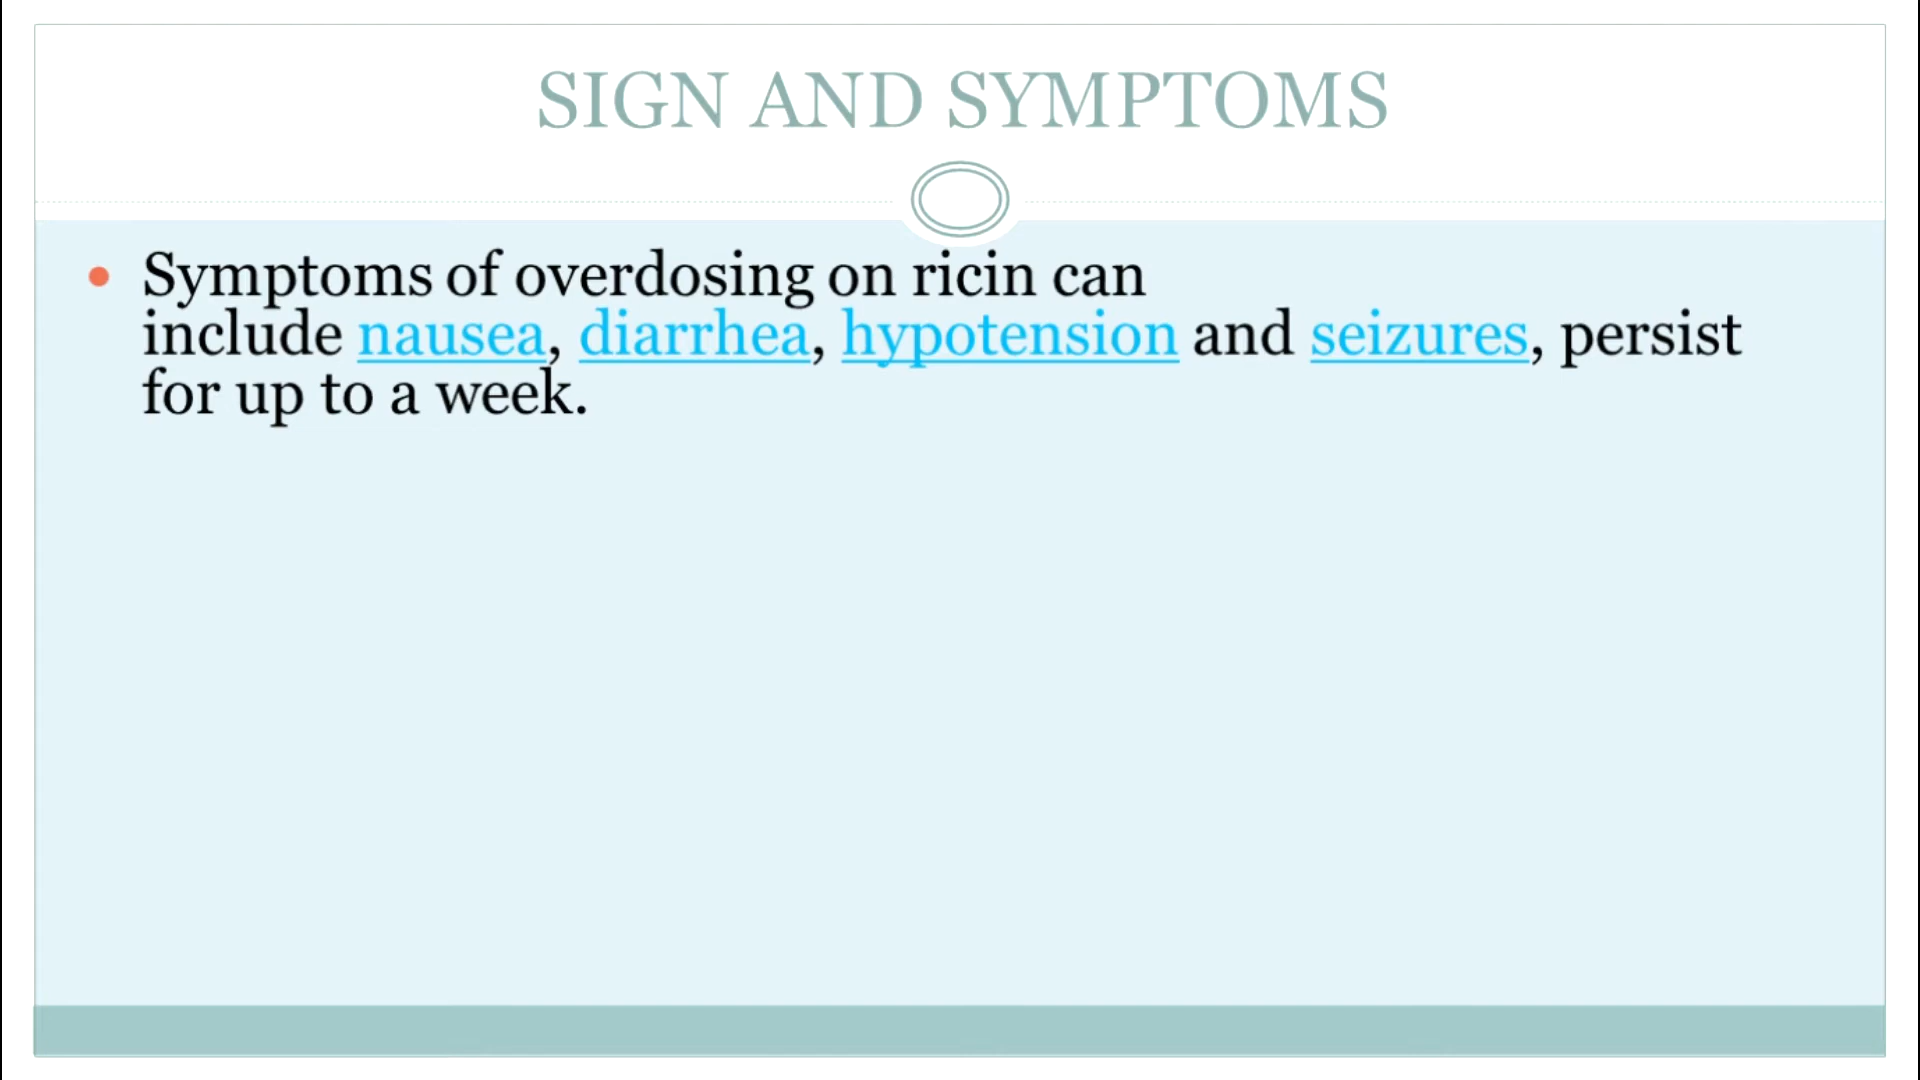 SIGN AND SYMPTOMS
• Symptoms of overdosing on ricin can
include nausea, diarrhea, hypotension and seizures, persist
for up to a week.